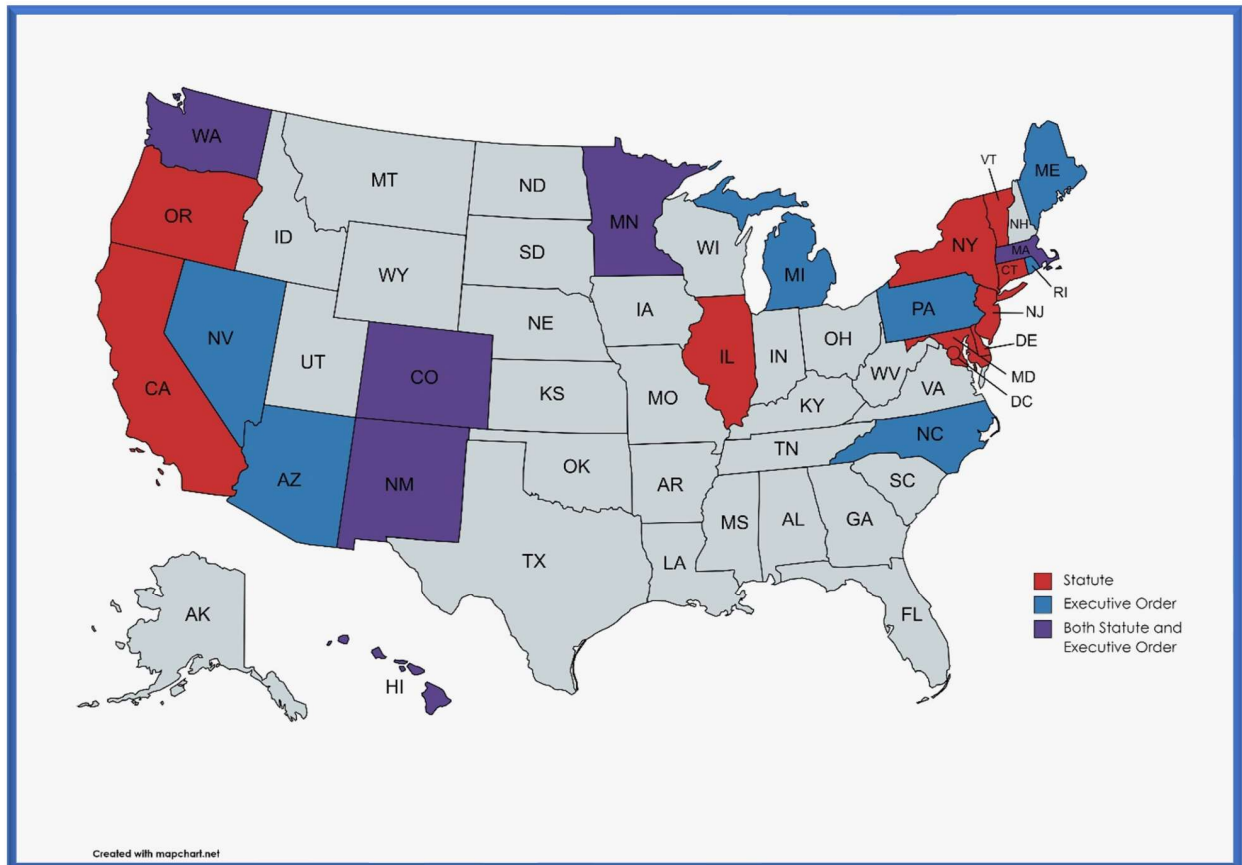 WA
OR
CA
ID
NV
MT
WY
UT
AZ
CO
NM
ND
SD
NE
KS
OK
TX
MN
IA
MO
AR
LA
WI
IL
MI
IN
OH
KY
TN
MS
AL
GA
FL
SC
NC
VA
WV
PA
NY
VT
NH
ME
MA
CT
RI
NJ
DE
MD
DC
AK
HI
Statute
Executive Order
Both Statute and
Executive Order
Created with mapchart.net